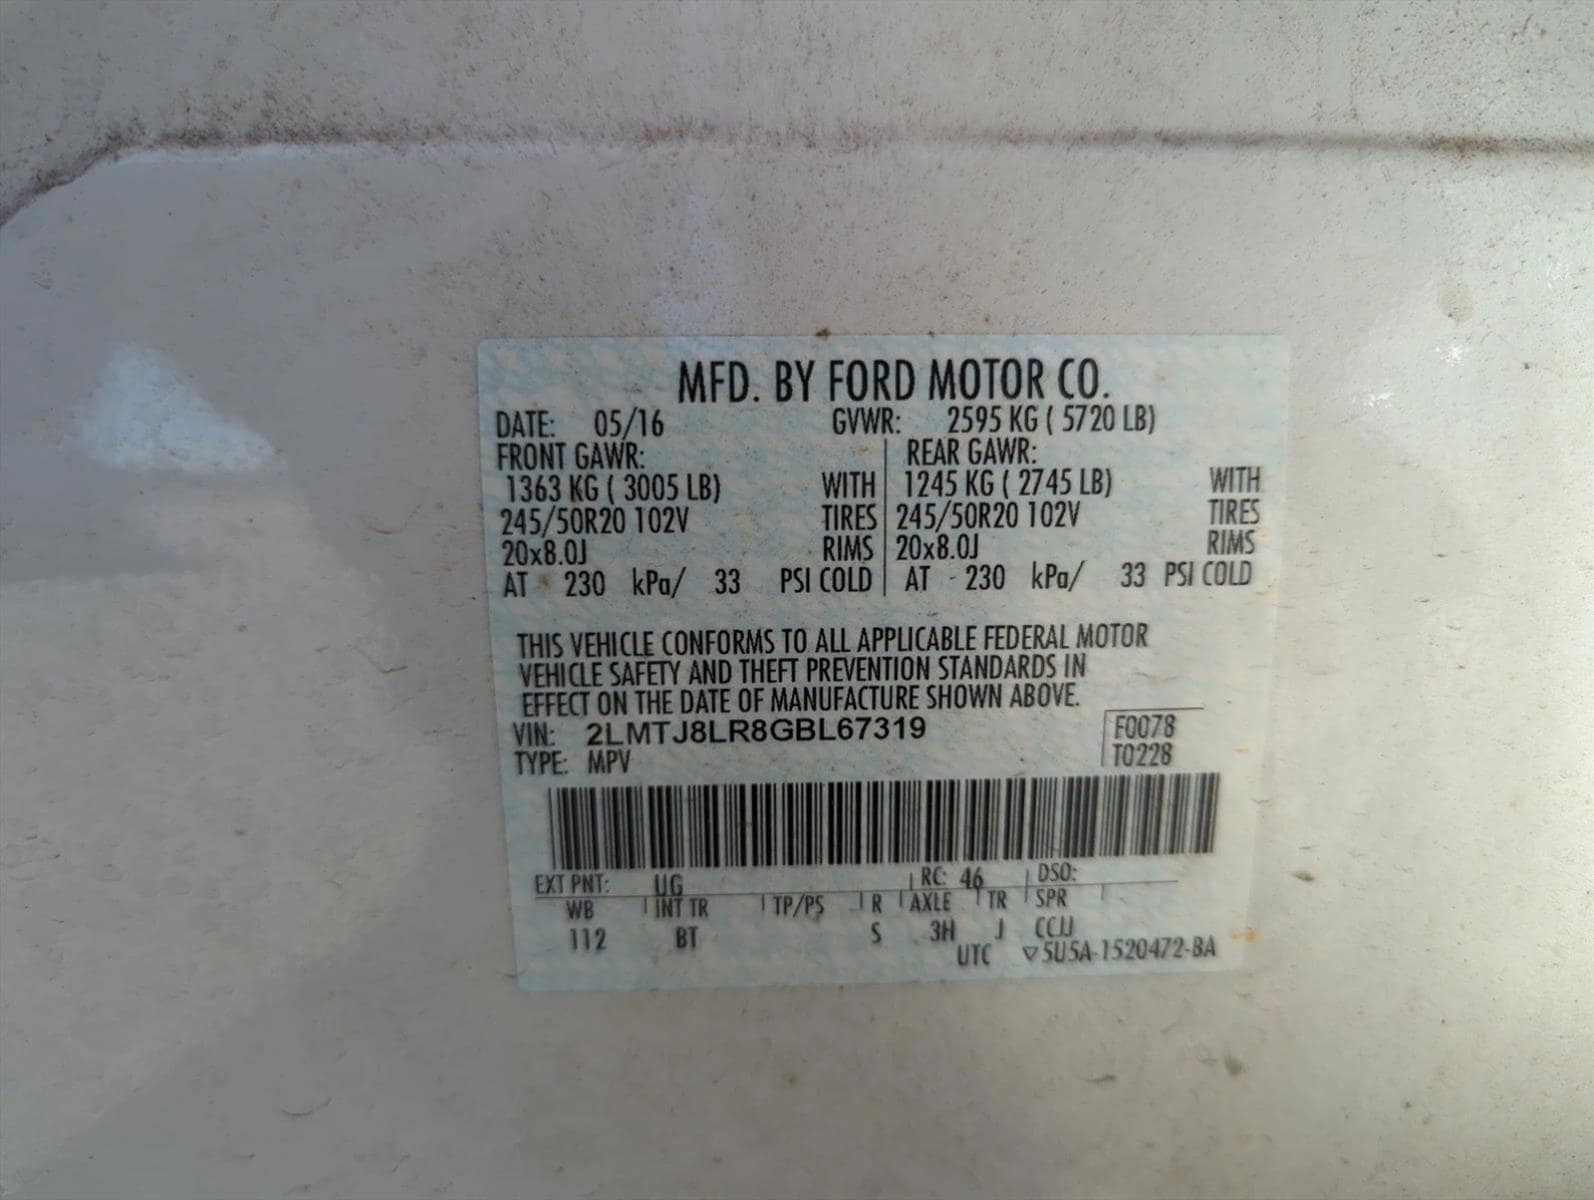 MFD. BY FORD MOTOR CO.
DATE: 05/16 GVWR: 2595 KG ( 5720 LB)
FRONT GAWR: REAR GAWR:
1363 KG ( 3005 LB) WITH 1245 KG ( 2745 LB) WITH
245/50R20 102V TIRES 245/50R20 102V TIRES
20x8.0J RIMS 20x8.0J RIMS
AT 230 kPa/ 33 PSI COLD AT 230 kPa/ 33 PSI COLD
THIS VEHICLE CONFORMS TO ALL APPLICABLE FEDERAL MOTOR
VEHICLE SAFETY AND THEFT PREVENTION STANDARDS IN
EFFECT ON THE DATE OF MANUFACTURE SHOWN ABOVE.
VIN: 2LMTJ8LR8GBL67319 F0078
TYPE: MPV T0228
EXT PNT: UG RC: 46 DSO:
WB INT TR TP/PS R AXLE TR SPR
112 BT S 3H J CCJJ
UTC ▽5U5A-1520472-BA